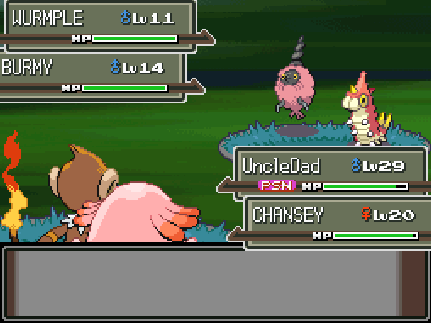 WURMPLE ♂Lv11
HP
BURMY ♂Lv14
HP
UncleDad ♂Lv29
PSN HP
CHANSEY ♀Lv20
HP